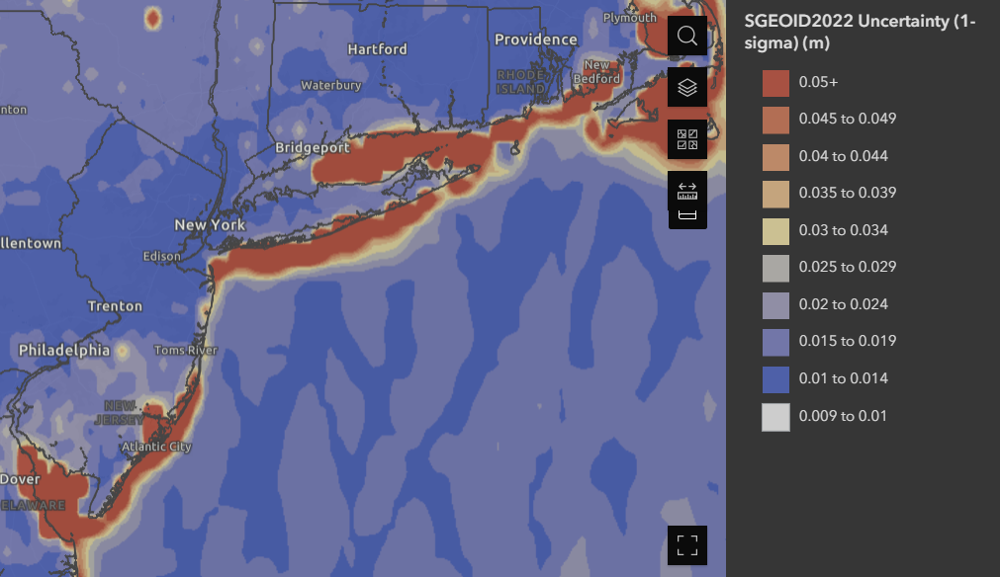 Plymouth
Hartford
Providence
New
Bedford
RHODE
ISLAND
Waterbury
nton
Bridgeport
New York
llentown
Edison
Trenton
Philadelphia
Toms River
NEW
JERSEY
Atlantic City
Dover
ELAWARE
SGEOID2022 Uncertainty (1-
sigma) (m)
0.05+
0.045 to 0.049
0.04 to 0.044
0.035 to 0.039
0.03 to 0.034
0.025 to 0.029
0.02 to 0.024
0.015 to 0.019
0.01 to 0.014
0.009 to 0.01